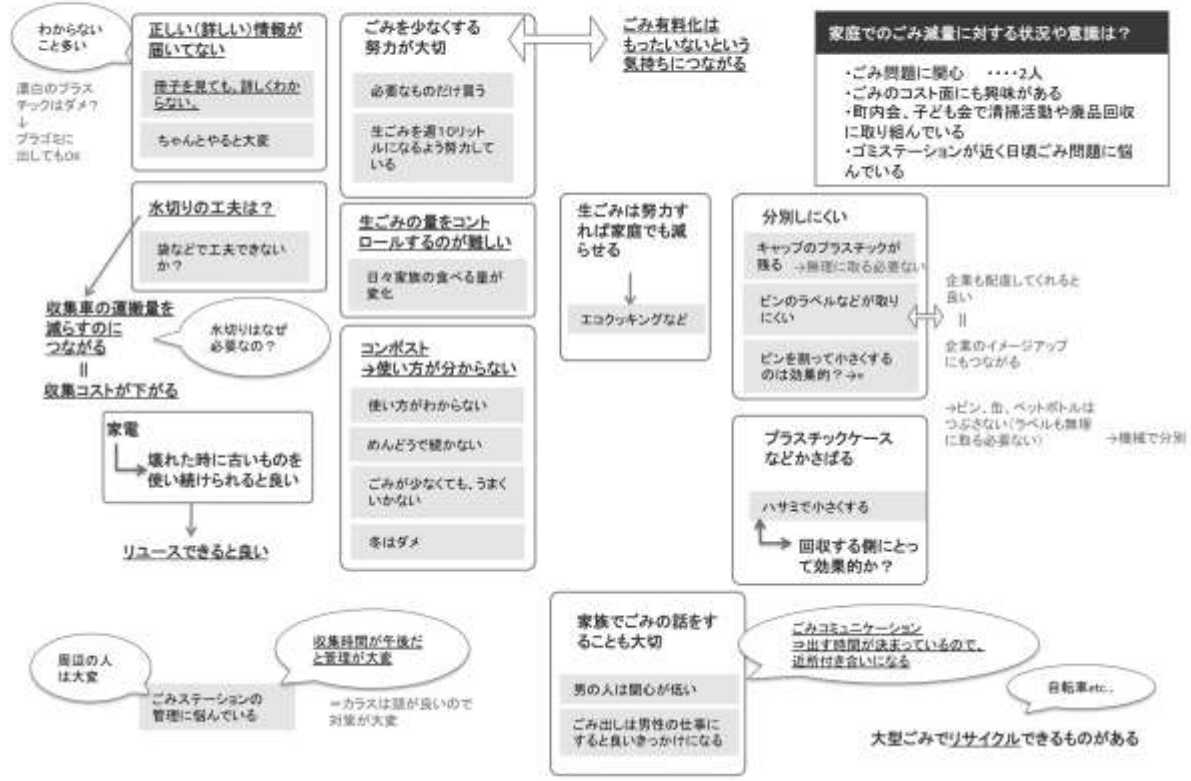 わからない
こと多い
正しい(詳しい)情報が
届いてない
冊子を見ても、詳しくわか
らない。
ちゃんとやると大変
チックはダメ?
↓
プラゴミに
出してもOK
ごみを少なくする
努力が大切
必要なものだけ買う
生ごみを週10リット
ルになるよう努力して
いる
ごみ有料化は
もったいないという
気持ちにつながる
家庭でのごみ減量に対する状況や意識は?
・ごみ問題に関心 ・・・・2人
・ごみのコスト面にも興味がある
・町内会、子ども会で清掃活動や廃品回収
に取り組んでいる
・ゴミステーションが近く日頃ごみ問題に悩
んでいる
水切りの工夫は?
袋などで工夫できない
か?
収集車の運搬量を
減らすのに
つながる
||
収集コストが下がる
水切りはなぜ
必要なの?
生ごみの量をコント
ロールするのが難しい
日々家族の食べる量が
変化
生ごみは努力す
れば家庭でも減
らせる
エコクッキングなど
分別しにくい
キャップのプラスチックが
残る →無理に取る必要ない
ビンのラベルなどが取り
にくい
ビンを割って小さくする
のは効果的?→×
企業も配慮してくれると
良い
||
企業のイメージアップ
にもつながる
→ビン、缶、ペットボトルは
つぶさない(ラベルも無理
に取る必要ない)
→機械で分別
コンポスト
→使い方が分からない
使い方がわからない
めんどうで続かない
ごみが少なくても、うまく
いかない
冬はダメ
家電
壊れた時に古いものを
使い続けられると良い
リユースできると良い
プラスチックケース
などかさばる
ハサミで小さくする
回収する側にとっ
て効果的か?
周辺の人
は大変
収集時間が午後だ
と管理が大変
ごみステーションの
管理に悩んでいる
=カラスは頭が良いので
対策が大変
家族でごみの話をす
ることも大切
男の人は関心が低い
ごみ出しは男性の仕事に
すると良いきっかけになる
ごみコミュニケーション
⇒出す時間が決まっているので、
近所付き合いになる
自転車etc..
大型ごみでリサイクルできるものがある